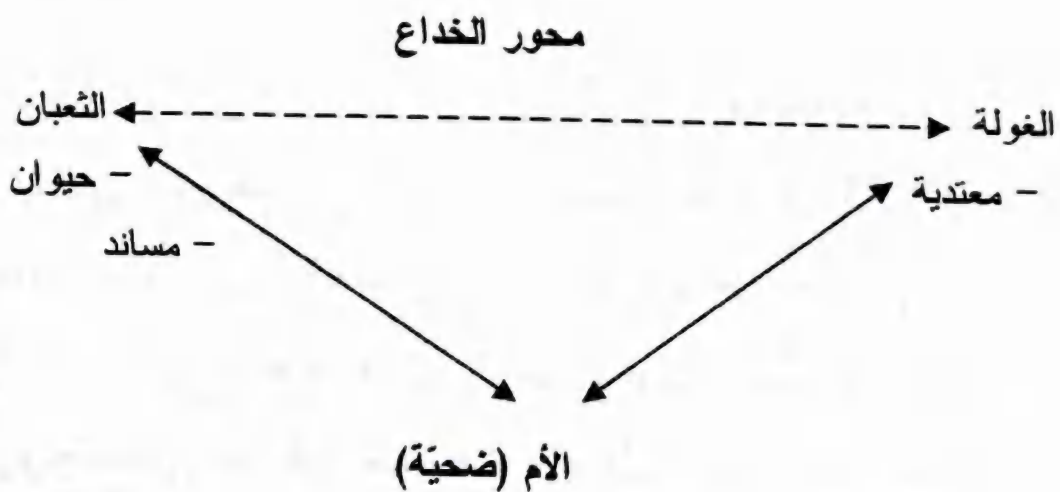 محور الخداع
الغولة
الثعبان
– معتدية
– حيوان
– مساند
الأم (ضحيّة)